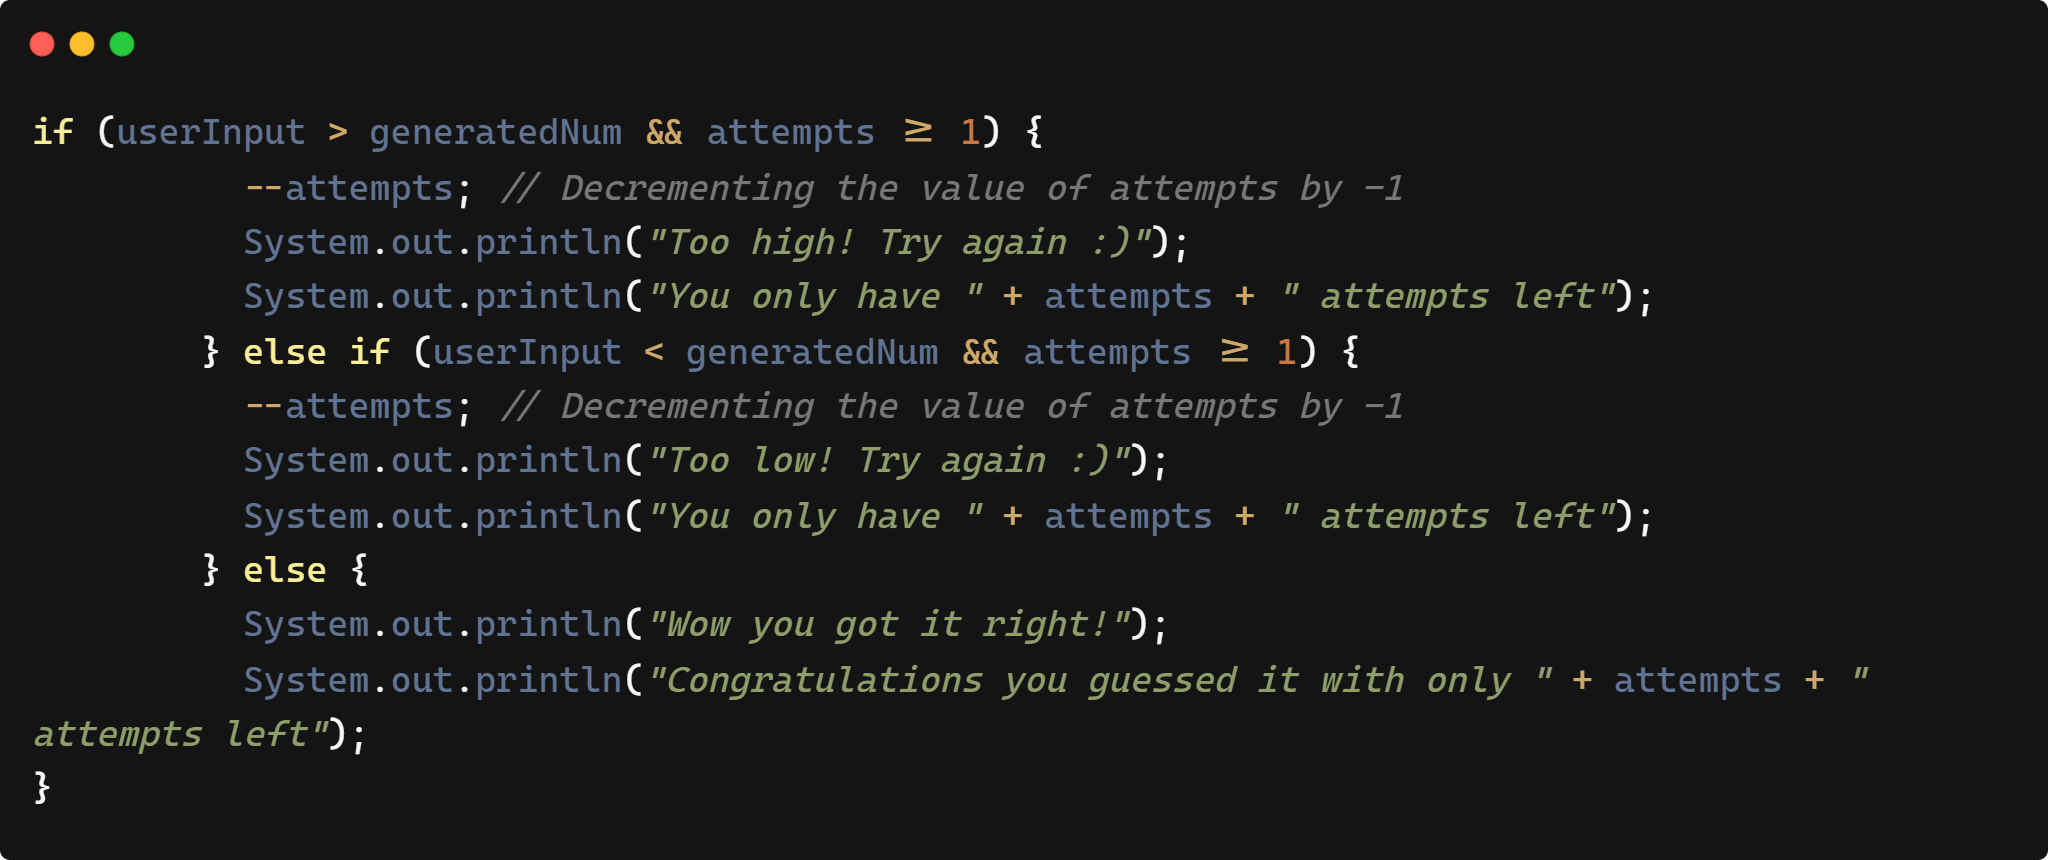 if (userInput > generatedNum && attempts ≥ 1) {
--attempts; // Decrementing the value of attempts by -1
System.out.println("Too high! Try again :)");
System.out.println("You only have " + attempts + " attempts left");
} else if (userInput < generatedNum && attempts ≥ 1) {
--attempts; // Decrementing the value of attempts by -1
System.out.println("Too low! Try again :)");
System.out.println("You only have " + attempts + " attempts left");
} else {
System.out.println("Wow you got it right!");
System.out.println("Congratulations you guessed it with only " + attempts + "
attempts left");
}